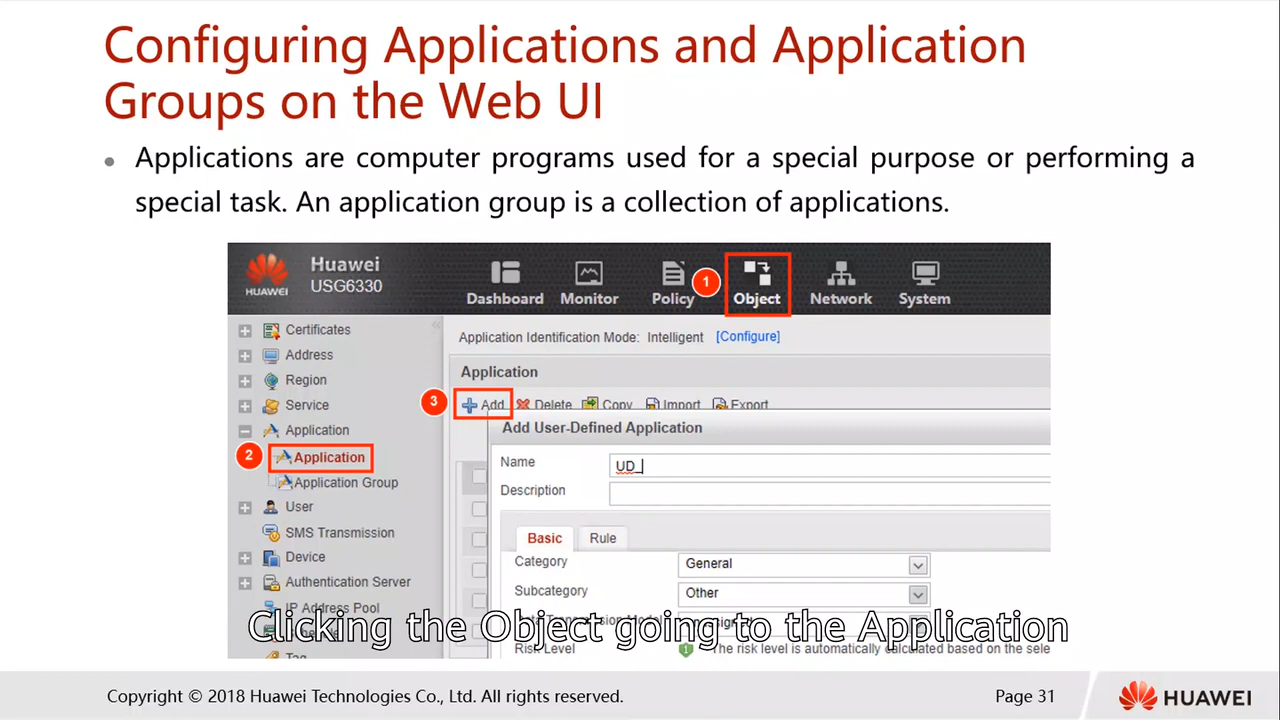 Configuring Applications and Application
Groups on the Web UI
• Applications are computer programs used for a special purpose or performing a
special task. An application group is a collection of applications.
HUAWEI
Huawei
USG6330
Dashboard
Monitor
Policy
1
Object
Network
System
Certificates
Address
Region
Service
Application
2
Application
Application Group
User
SMS Transmission
Device
Authentication Server
IP Address Pool
Tag
Application Identification Mode: Intelligent [Configure]
Application
3
Add Delete Copy Import Export
Add User-Defined Application
Name UD_
Description
Basic Rule
Category General
Subcategory Other
Risk Level The risk level is automatically calculated based on the sele
Clicking the Object going to the Application
Copyright © 2018 Huawei Technologies Co., Ltd. All rights reserved.
Page 31
HUAWEI